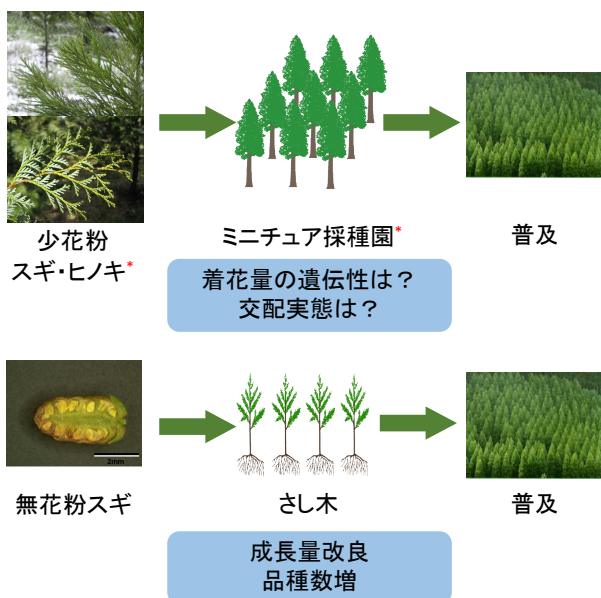 少花粉
スギ・ヒノキ*
ミニチュア採種園*
普及
着花量の遺伝性は？
交配実態は？
2mm
無花粉スギ
さし木
普及
成長量改良
品種数増